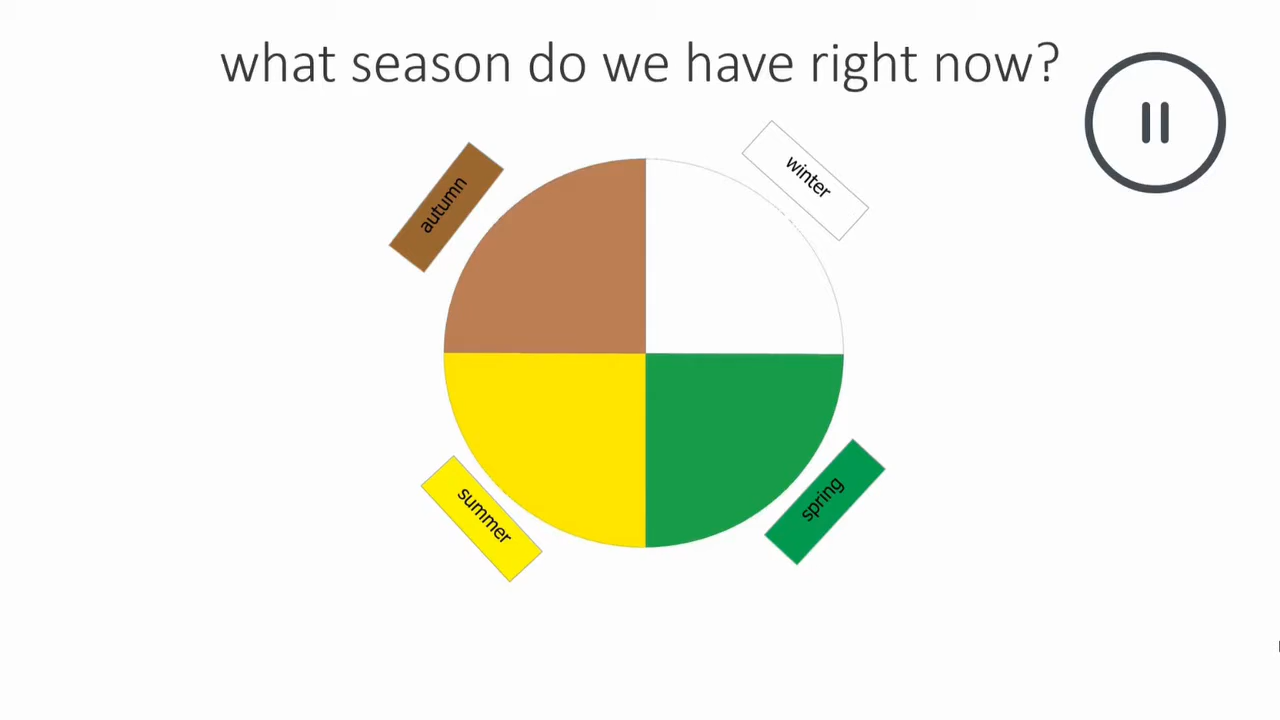 what season do we have right now?
autumn
winter
summer
spring